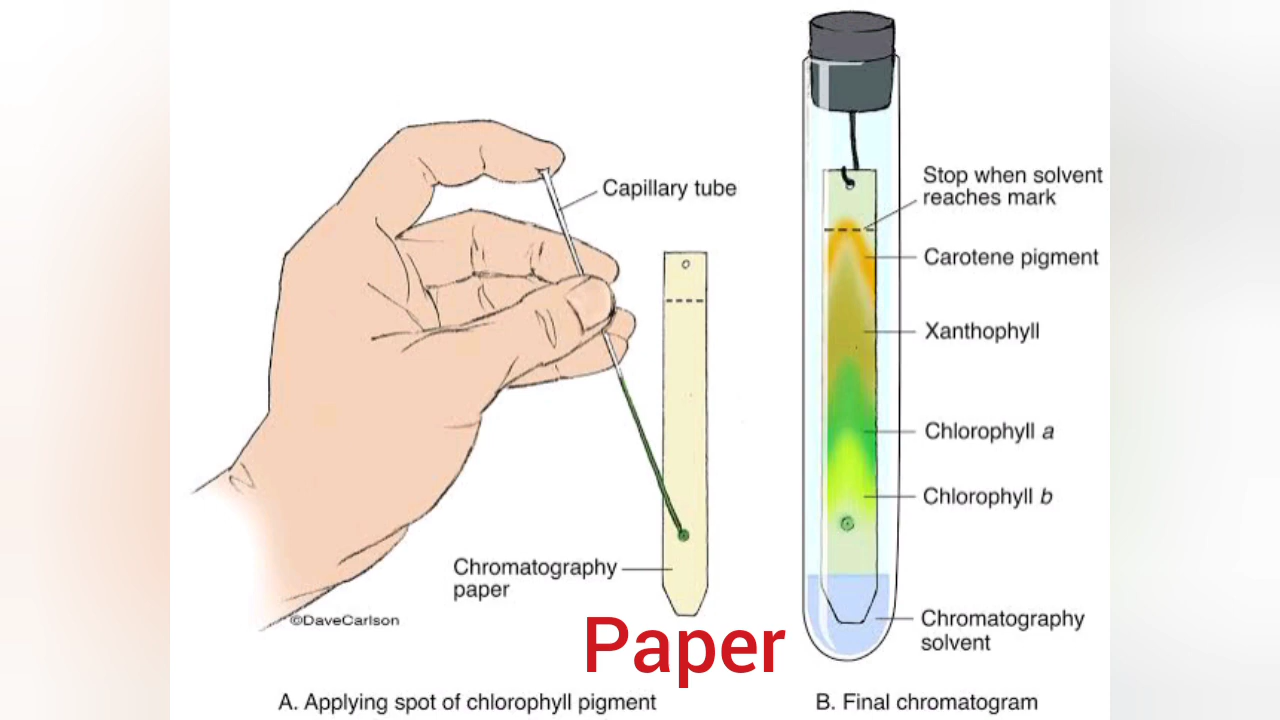 Capillary tube
Chromatography
paper
©DaveCarlson
Paper
A. Applying spot of chlorophyll pigment
Stop when solvent
reaches mark
Carotene pigment
Xanthophyll
Chlorophyll a
Chlorophyll b
Chromatography
solvent
B. Final chromatogram